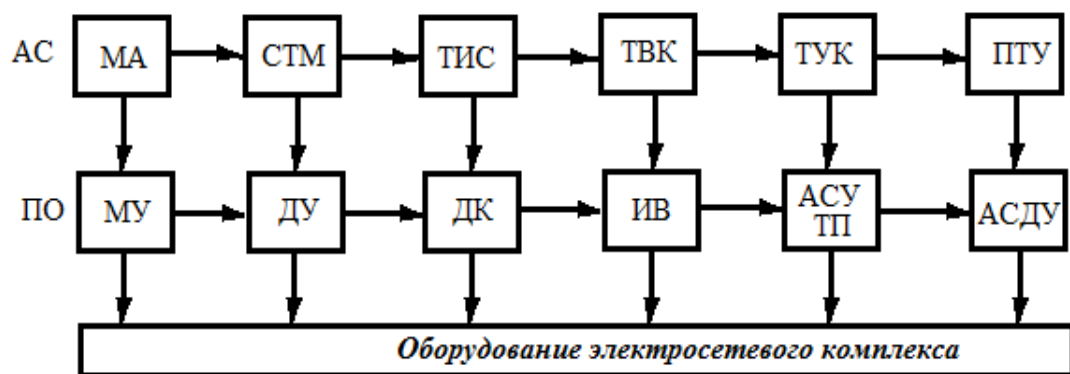 АС МА СТМ ТИС ТВК ТУК ПТУ
ПО МУ ДУ ДК ИВ АСУ ТП АСДУ
Оборудование электросетевого комплекса